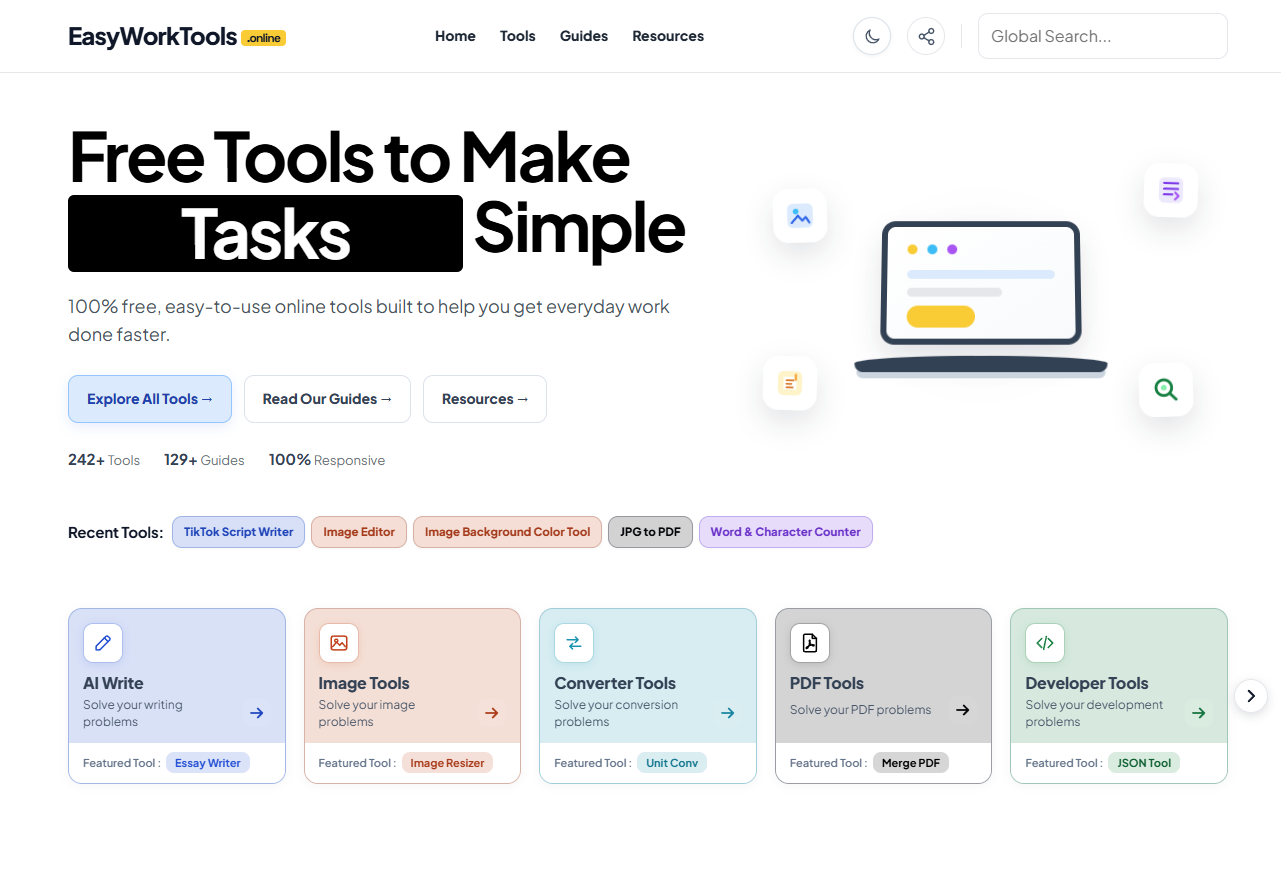 EasyWorkTools .online
Home Tools Guides Resources
Global Search...
Free Tools to Make
Tasks Simple
100% free, easy-to-use online tools built to help you get everyday work
done faster.
Explore All Tools →
Read Our Guides →
Resources →
242+ Tools 129+ Guides 100% Responsive
Recent Tools: TikTok Script Writer Image Editor Image Background Color Tool JPG to PDF Word & Character Counter
AI Write
Solve your writing
problems
Featured Tool : Essay Writer
Image Tools
Solve your image
problems
Featured Tool : Image Resizer
Converter Tools
Solve your conversion
problems
Featured Tool : Unit Conv
PDF Tools
Solve your PDF problems
Featured Tool : Merge PDF
Developer Tools
Solve your development
problems
Featured Tool : JSON Tool